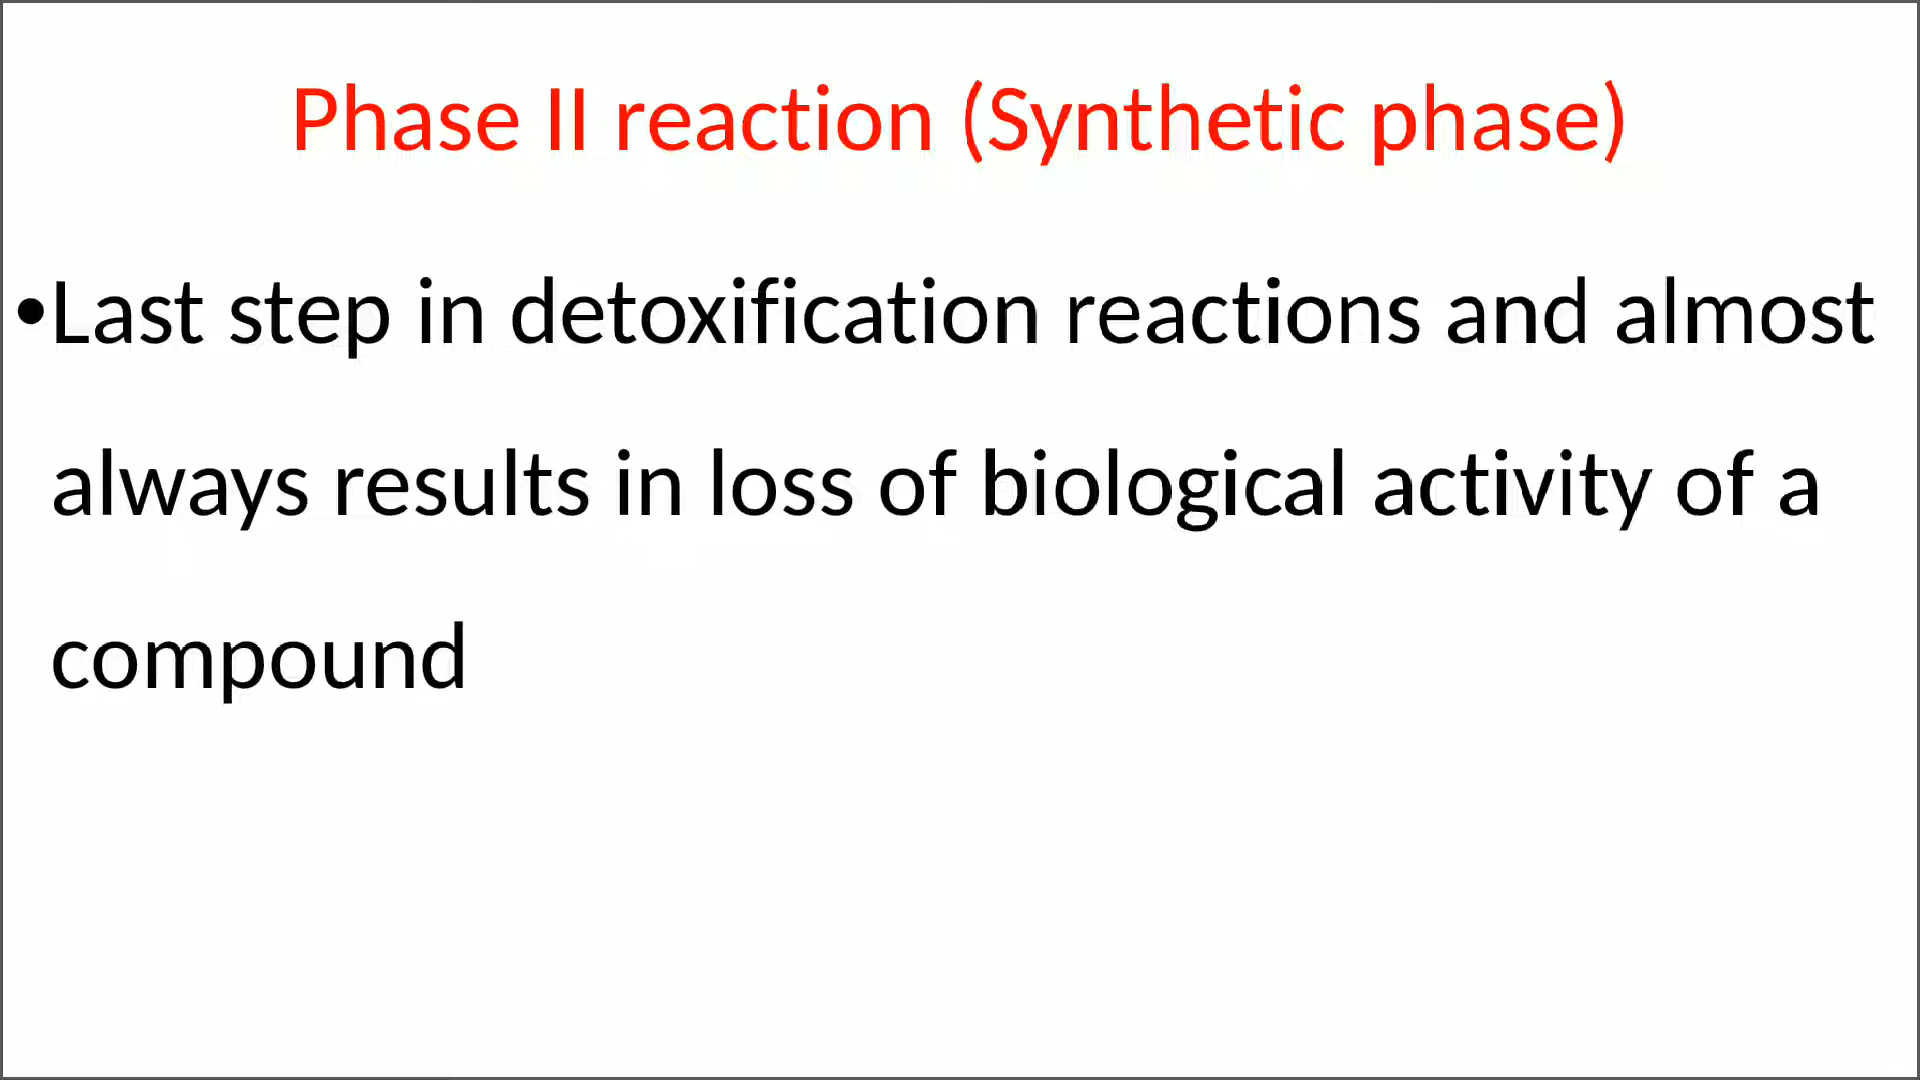 Phase II reaction (Synthetic phase)
•Last step in detoxification reactions and almost
always results in loss of biological activity of a
compound